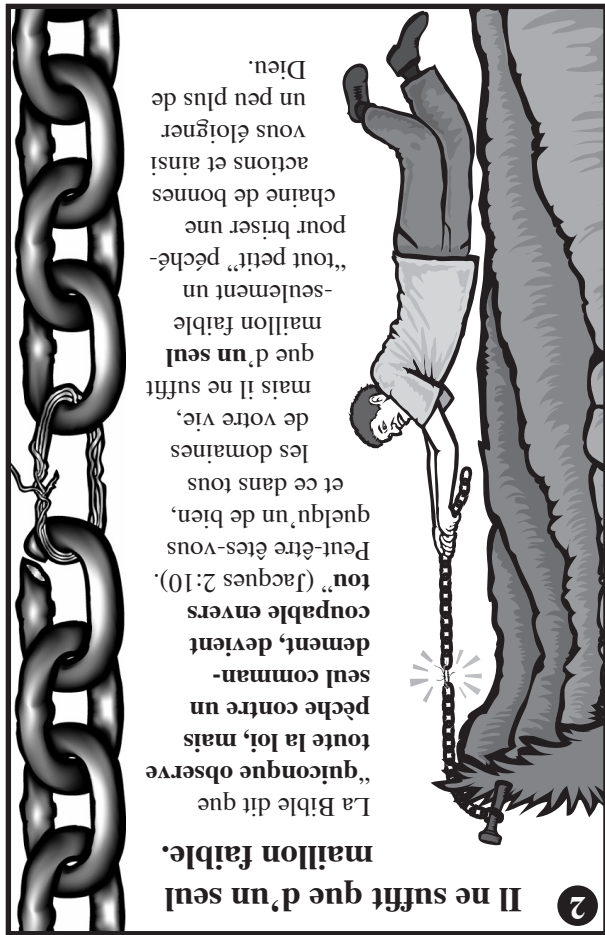 2
Il ne suffit que d'un seul
maillon faible.
La Bible dit que
“quiconque observe
toute la loi, mais
pèche contre un
seul comman-
dement, devient
coupable envers
tou” (Jacques 2:10).
Peut-être êtes-vous
quelqu'un de bien,
et ce dans tous
les domaines
de votre vie,
mais il ne suffit
que d'un seul
maillon faible
-seulement un
“tout petit” péché-
pour briser une
chaine de bonnes
actions et ainsi
vous éloigner
un peu plus de
Dieu.